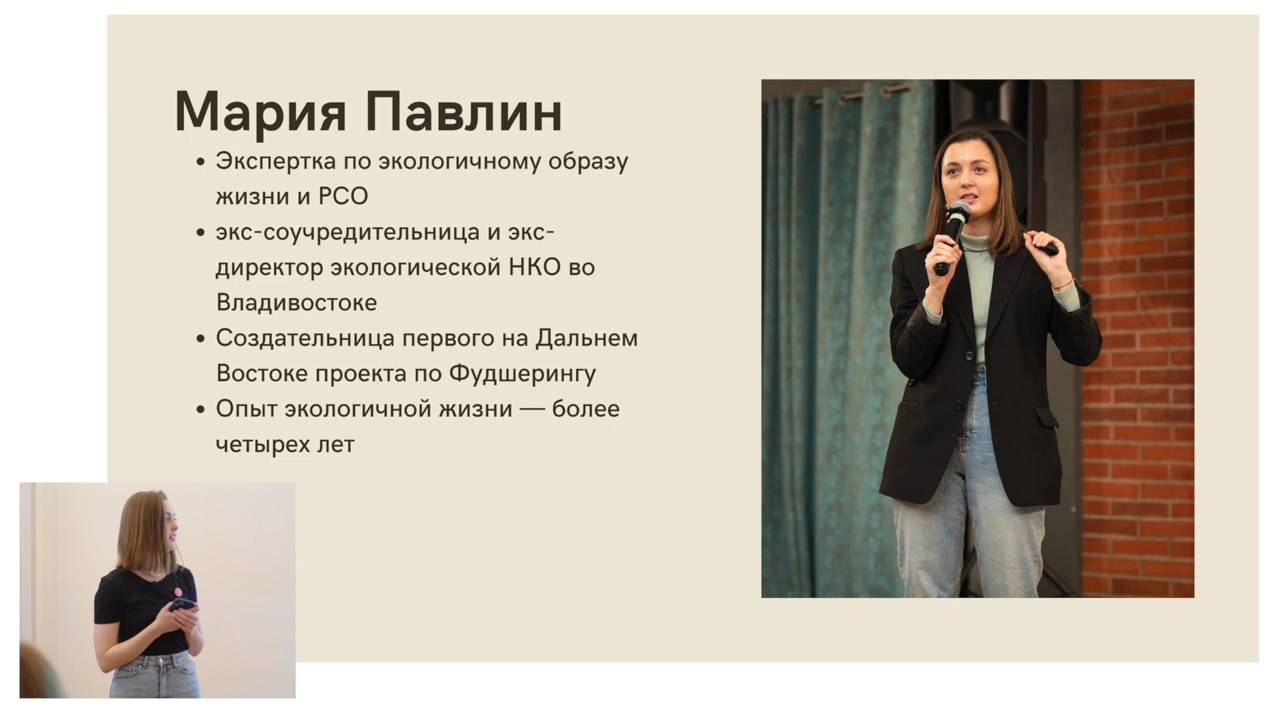 Мария Павлин
• Экспертка по экологичному образу
жизни и РСО
• экс-соучредительница и экс-
директор экологической НКО во
Владивостоке
• Создательница первого на Дальнем
Востоке проекта по Фудшерингу
• Опыт экологичной жизни — более
четырех лет